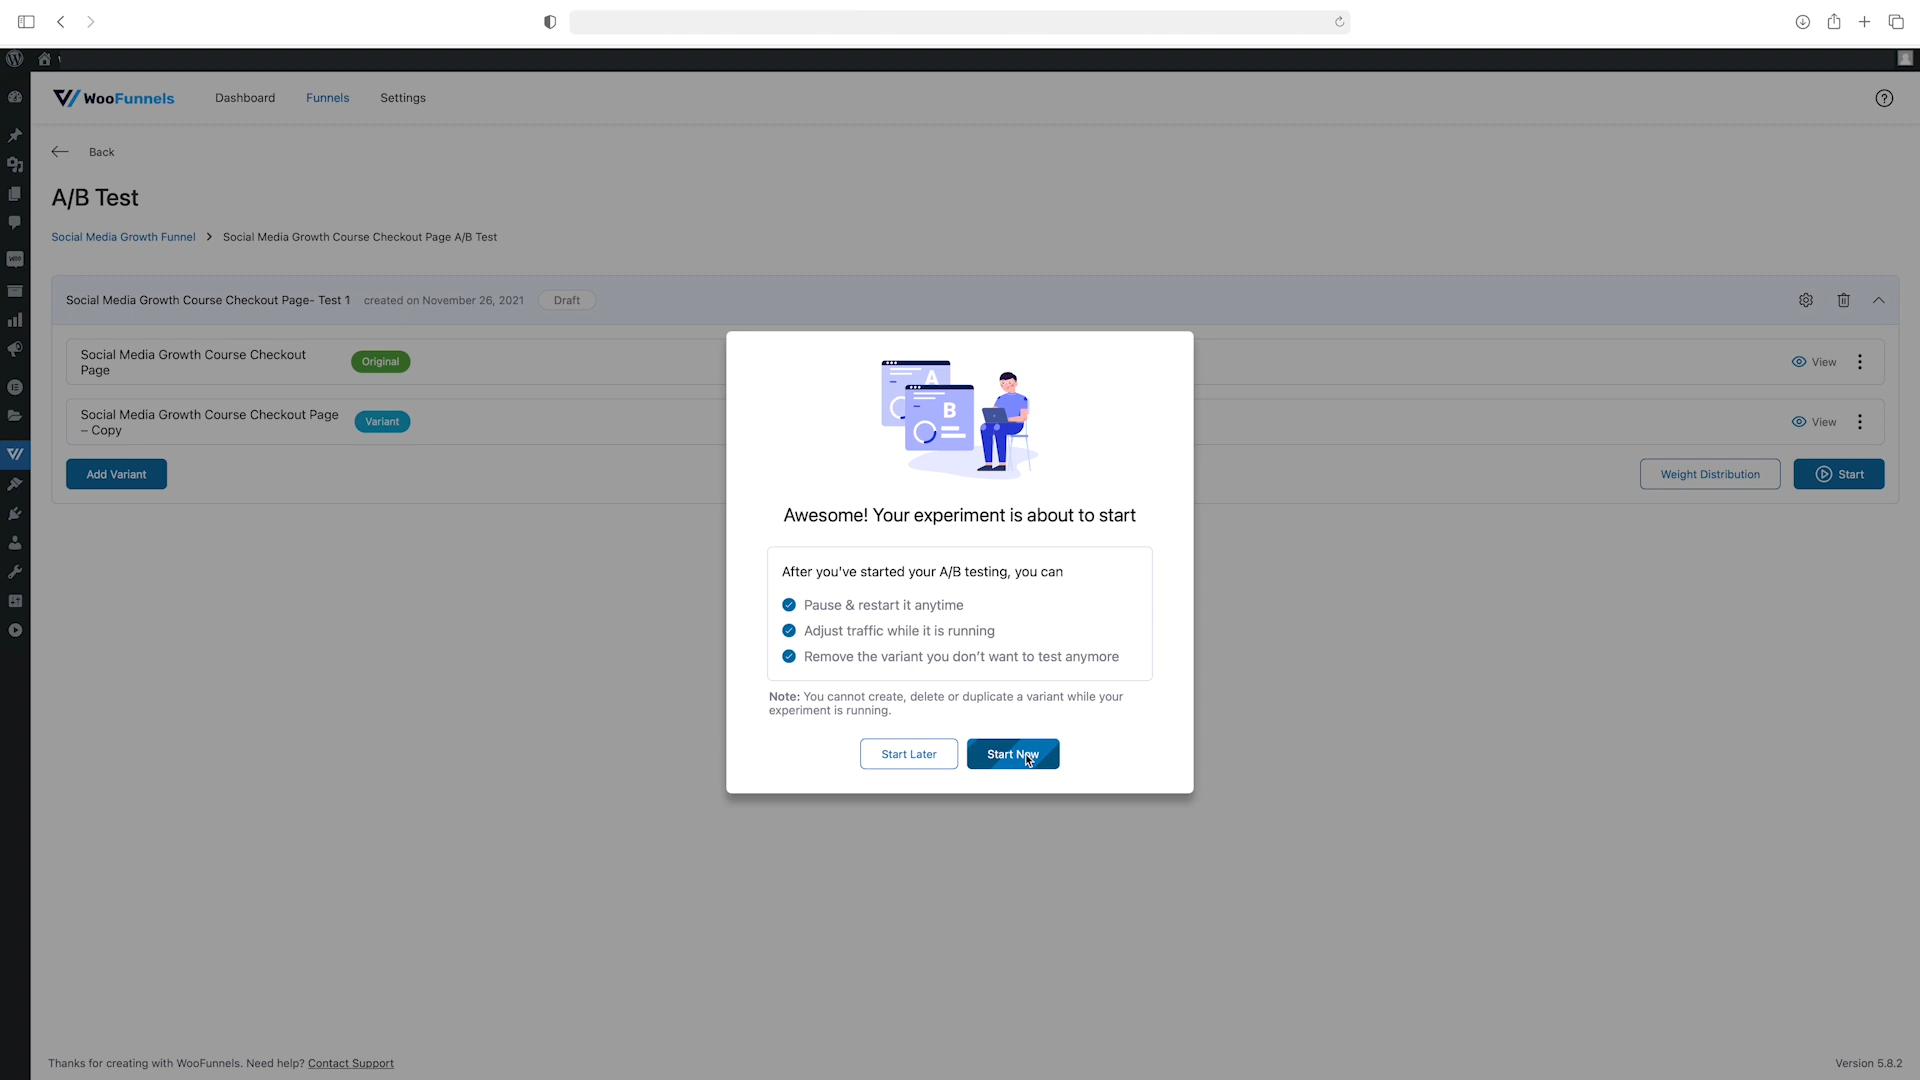 WooFunnels
Dashboard
Funnels
Settings
Back
A/B Test
Social Media Growth Funnel > Social Media Growth Course Checkout Page A/B Test
Social Media Growth Course Checkout Page- Test 1 created on November 26, 2021 Draft
Social Media Growth Course Checkout
Page
Original
View
Social Media Growth Course Checkout Page
– Copy
Variant
View
Add Variant
Weight Distribution
Start
A
B
Awesome! Your experiment is about to start
After you've started your A/B testing, you can
Pause & restart it anytime
Adjust traffic while it is running
Remove the variant you don't want to test anymore
Note: You cannot create, delete or duplicate a variant while your
experiment is running.
Start Later
Start Now
Thanks for creating with WooFunnels. Need help? Contact Support
Version 5.8.2